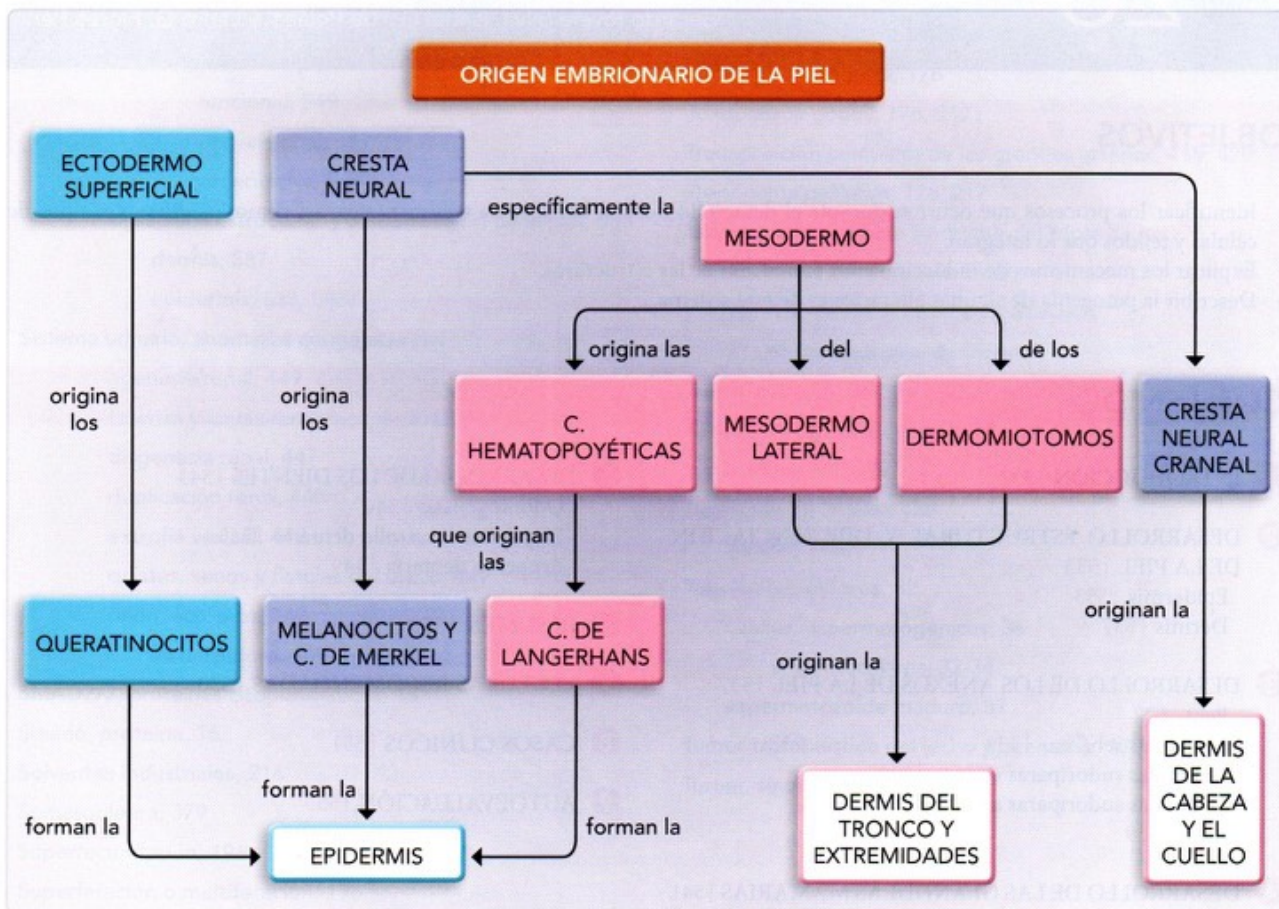 ORIGEN EMBRIONARIO DE LA PIEL
ECTODERMO
SUPERFICIAL
CRESTA
NEURAL
específicamente la
MESODERMO
origina
los
origina
los
origina las
del
de los
C.
HEMATOPOYÉTICAS
MESODERMO
LATERAL
DERMOMIOTOMOS
CRESTA
NEURAL
CRANEAL
que originan
las
QUERATINOCITOS
MELANOCITOS Y
C. DE MERKEL
C. DE
LANGERHANS
originan la
originan la
forman la
forman la
forman la
EPIDERMIS
DERMIS DEL
TRONCO Y
EXTREMIDADES
DERMIS
DE LA
CABEZA
Y EL
CUELLO